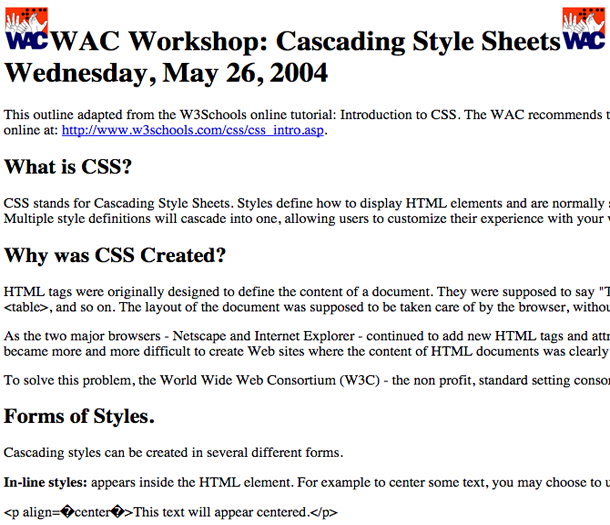 WAC WAC Workshop: Cascading Style Sheets WAC
Wednesday, May 26, 2004
This outline adapted from the W3Schools online tutorial: Introduction to CSS. The WAC recommends
online at: http://www.w3schools.com/css/css_intro.asp.
What is CSS?
CSS stands for Cascading Style Sheets. Styles define how to display HTML elements and are normally
Multiple style definitions will cascade into one, allowing users to customize their experience with your
Why was CSS Created?
HTML tags were originally designed to define the content of a document. They were supposed to say "T
<table>, and so on. The layout of the document was supposed to be taken care of by the browser, withou
As the two major browsers - Netscape and Internet Explorer - continued to add new HTML tags and attr
became more and more difficult to create Web sites where the content of HTML documents was clearly
To solve this problem, the World Wide Web Consortium (W3C) - the non profit, standard setting consor
Forms of Styles.
Cascading styles can be created in several different forms.
In-line styles: appears inside the HTML element. For example to center some text, you may choose to u
<p align=�center�>This text will appear centered.</p>